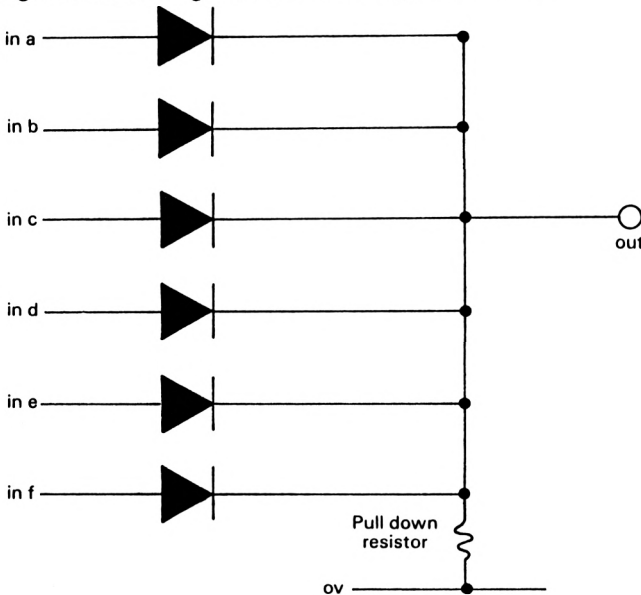 in a
in b
in c
out
in d
in e
in f
Pull down
resistor
ov